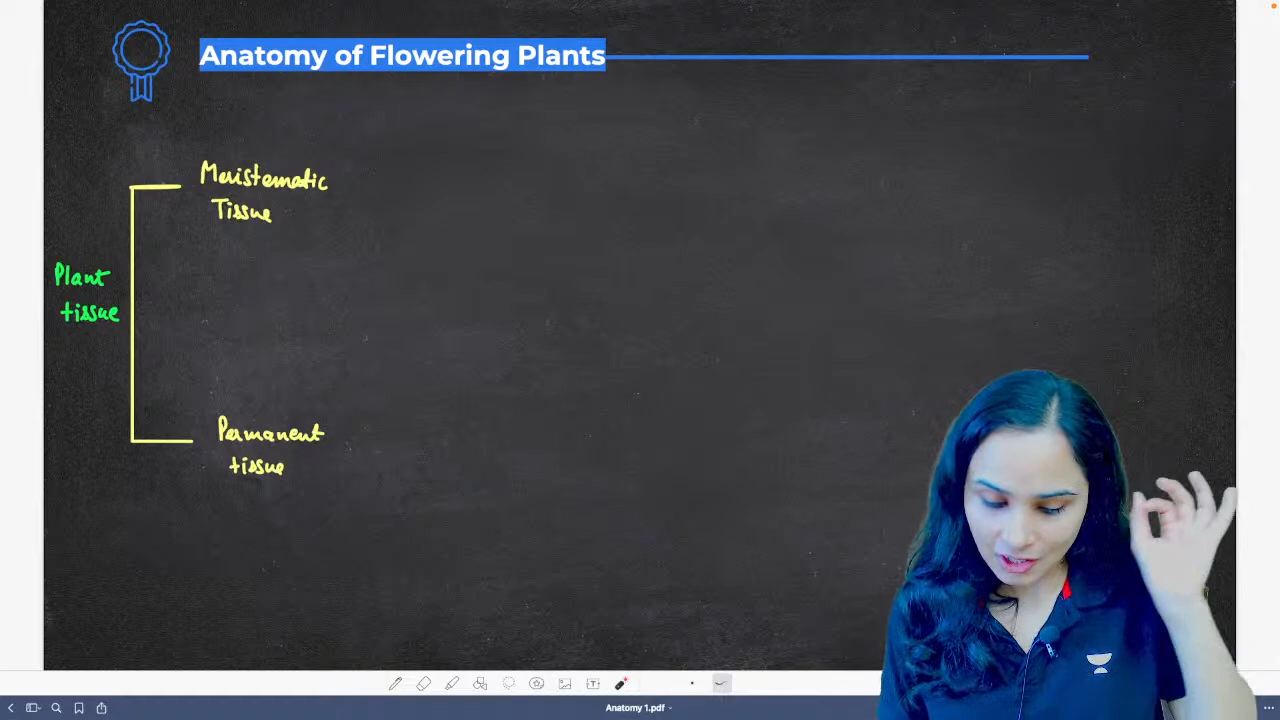 Anatomy of Flowering Plants
Meristematic
Tissue
Plant
tissue
Permanent
tissue
Anatomy 1.pdf